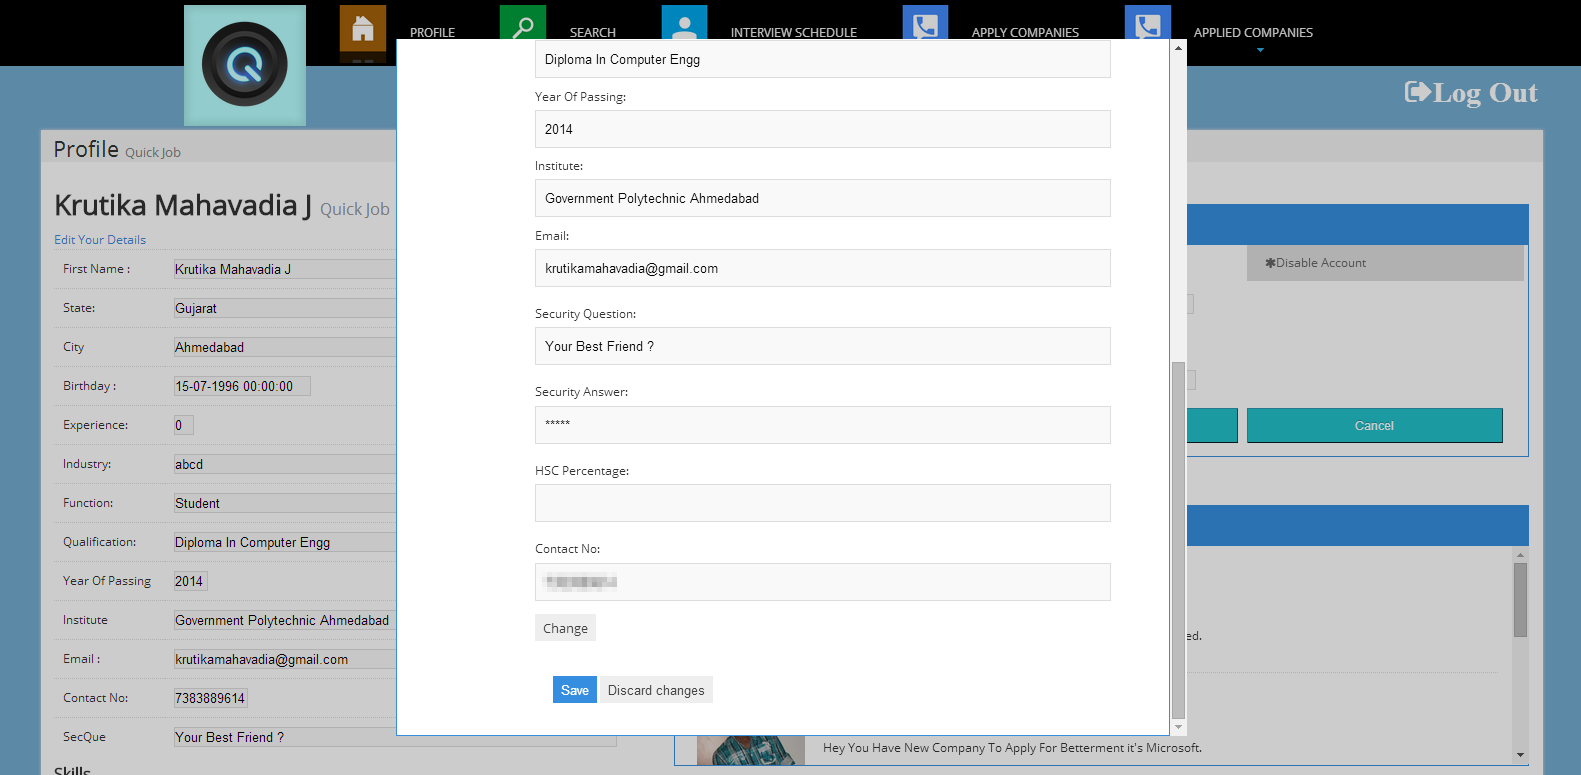 PROFILE
SEARCH
INTERVIEW SCHEDULE
APPLY COMPANIES
APPLIED COMPANIES
Log Out
Profile Quick Job
Krutika Mahavadia J Quick Job
Edit Your Details
First Name : Krutika Mahavadia J
State: Gujarat
City Ahmedabad
Birthday : 15-07-1996 00:00:00
Experience: 0
Industry: abcd
Function: Student
Qualification: Diploma In Computer Engg
Year Of Passing 2014
Institute Government Polytechnic Ahmedabad
Email : krutikamahavadia@gmail.com
Contact No: 7383889614
SecQue Your Best Friend ?
Skills
Diploma In Computer Engg
Year Of Passing:
2014
Institute:
Government Polytechnic Ahmedabad
Email:
krutikamahavadia@gmail.com
Security Question:
Your Best Friend ?
Security Answer:
*****
HSC Percentage:
Contact No:
Change
Save Discard changes
✱Disable Account
Cancel
ed.
Hey You Have New Company To Apply For Betterment it's Microsoft.